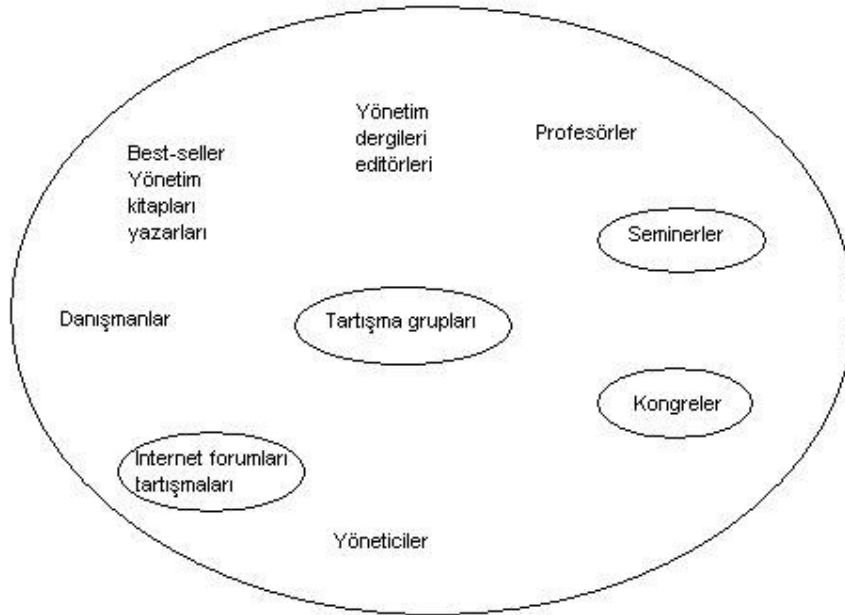 Yönetim
dergileri
editörleri
Profesörler
Best-seller
Yönetim
kitapları
yazarları
Seminerler
Danışmanlar
Tartışma grupları
Kongreler
İnternet forumları
tartışmaları
Yöneticiler